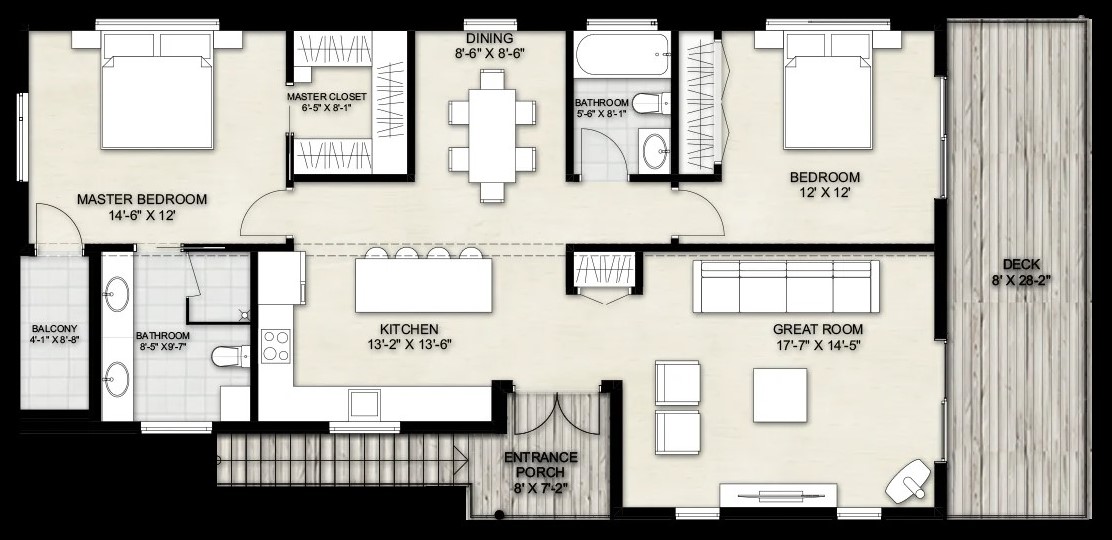 DINING
8'-6" X 8'-6"
MASTER CLOSET
6'-5" X 8'-1"
BATHROOM
5'-6" X 8'-1"
MASTER BEDROOM
14'-6" X 12'
BEDROOM
12' X 12'
DECK
8' X 28'-2"
BALCONY
4'-1" X 8'-8"
BATHROOM
8'-5" X9'-7"
KITCHEN
13'-2" X 13'-6"
GREAT ROOM
17'-7" X 14'-5"
ENTRANCE
PORCH
8' X 7'-2"